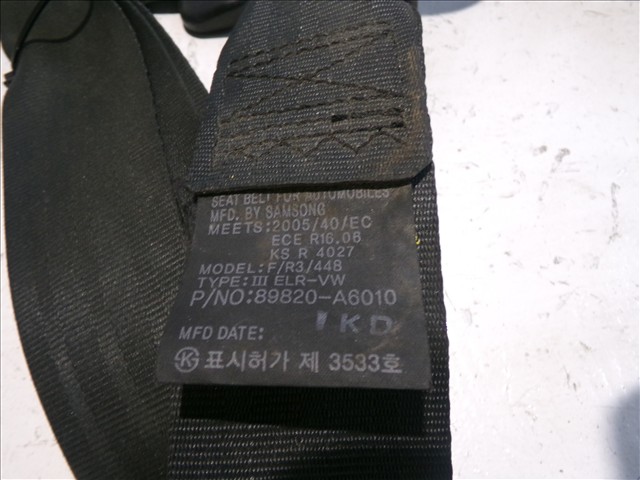 SEAT BELT FOR AUTOMOBILES
MFD. BY SAMSONG
MEETS:2005/40/EC
ECE R16.06
KS R 4027
MODEL:F/R3/448
TYPE:III ELR-VW
P/NO:89820-A6010
KD
MFD DATE:
표시허가 제 3533호